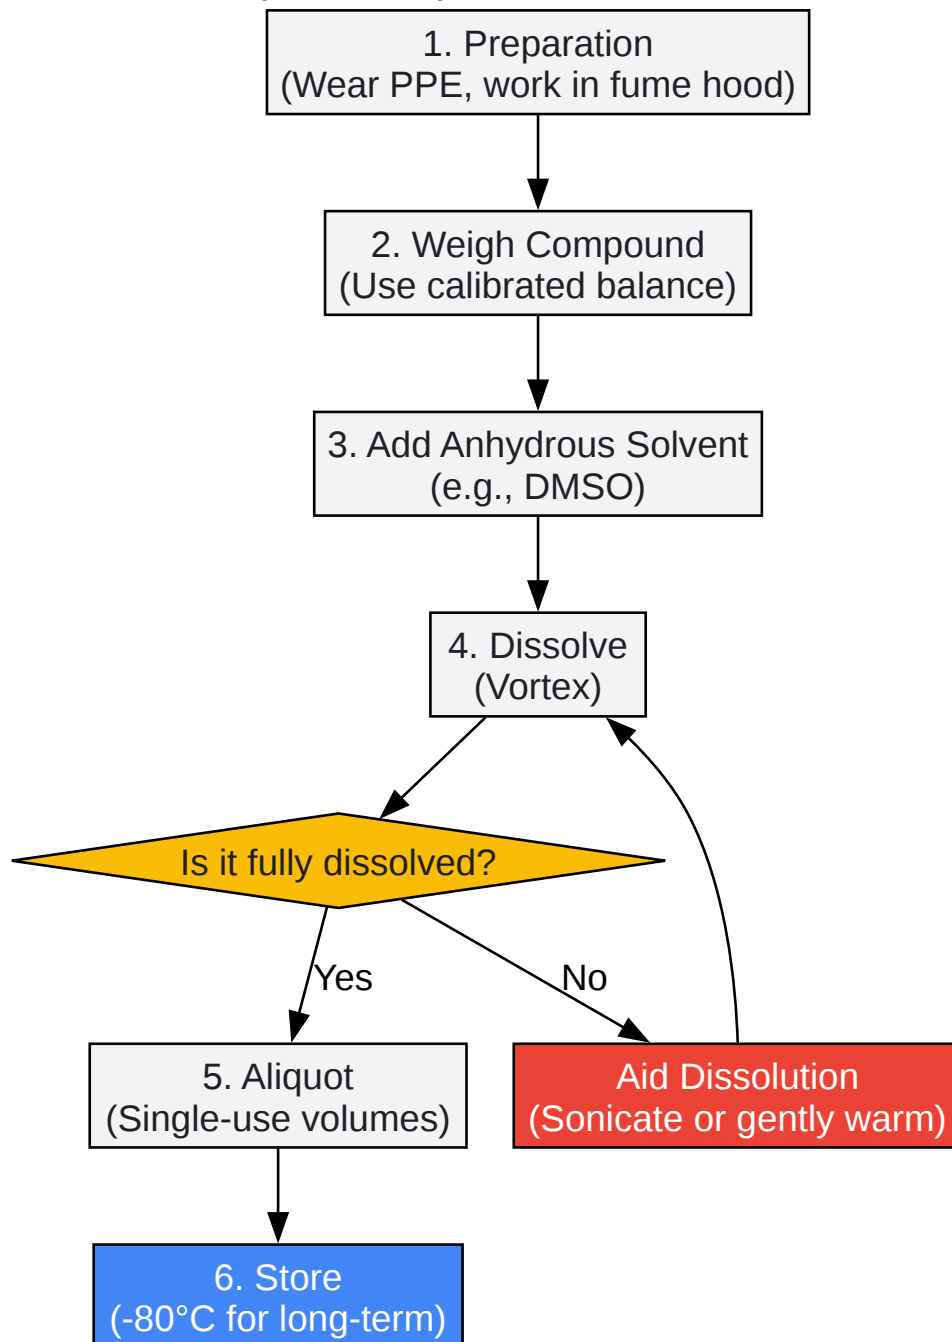 1. Preparation
(Wear PPE, work in fume hood)
2. Weigh Compound
(Use calibrated balance)
3. Add Anhydrous Solvent
(e.g., DMSO)
4. Dissolve
(Vortex)
Is it fully dissolved?
Yes
No
5. Aliquot
(Single-use volumes)
Aid Dissolution
(Sonicate or gently warm)
6. Store
(-80°C for long-term)